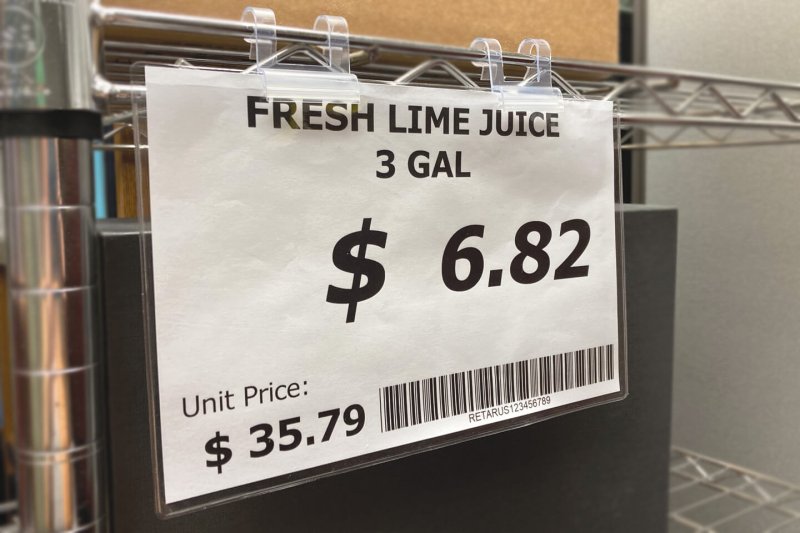 FRESH LIME JUICE
3 GAL
$ 6.82
Unit Price:
$ 35.79
RETARUS123456789